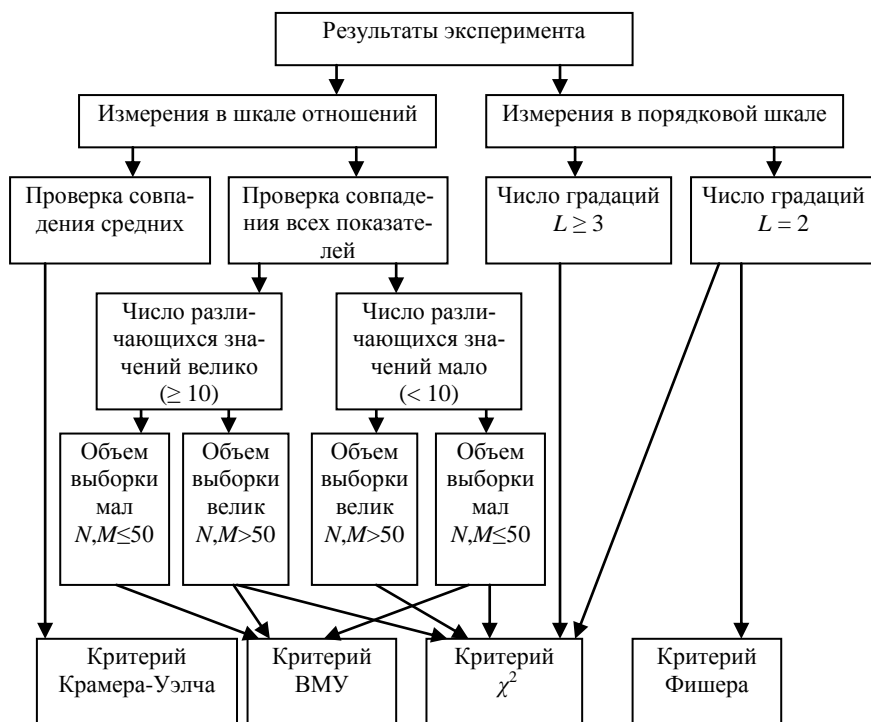 Результаты эксперимента
Измерения в шкале отношений
Измерения в порядковой шкале
Проверка совпа-
дения средних
Проверка совпаде-
ния всех показате-
лей
Число градаций
L ≥ 3
Число градаций
L = 2
Число разли-
чающихся зна-
чений велико
(≥ 10)
Число разли-
чающихся зна-
чений мало
(< 10)
Объем
выборки
мал
N,M≤50
Объем
выборки
велик
N,M>50
Объем
выборки
велик
N,M>50
Объем
выборки
мал
N,M≤50
Критерий
Крамера-Уэлча
Критерий
ВМУ
Критерий
χ²
Критерий
Фишера